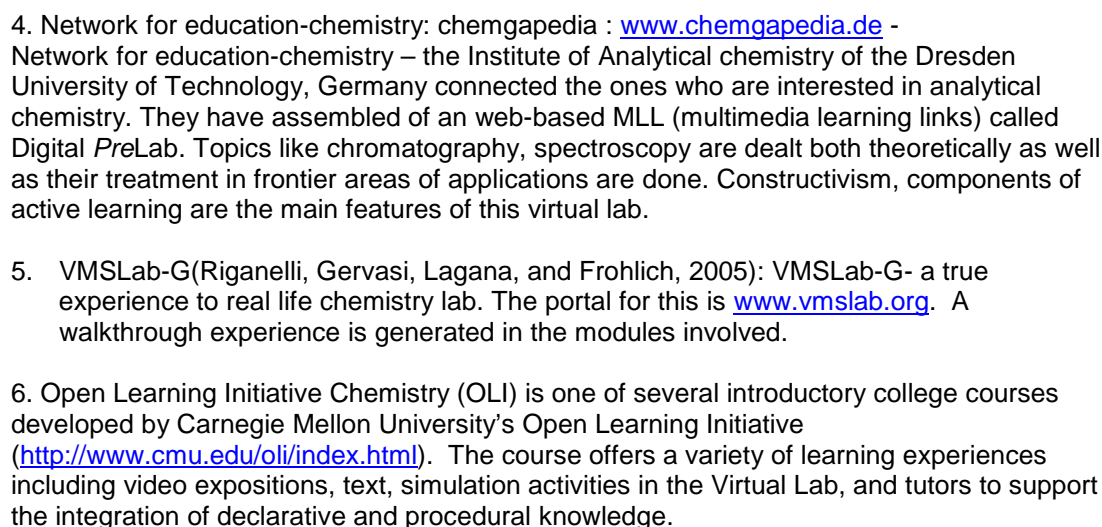 4. Network for education-chemistry: chemgapedia : www.chemgapedia.de -
Network for education-chemistry – the Institute of Analytical chemistry of the Dresden
University of Technology, Germany connected the ones who are interested in analytical
chemistry. They have assembled of an web-based MLL (multimedia learning links) called
Digital PreLab. Topics like chromatography, spectroscopy are dealt both theoretically as well
as their treatment in frontier areas of applications are done. Constructivism, components of
active learning are the main features of this virtual lab.
5. VMSLab-G(Riganelli, Gervasi, Lagana, and Frohlich, 2005): VMSLab-G- a true
experience to real life chemistry lab. The portal for this is www.vmslab.org. A
walkthrough experience is generated in the modules involved.
6. Open Learning Initiative Chemistry (OLI) is one of several introductory college courses
developed by Carnegie Mellon University's Open Learning Initiative
(http://www.cmu.edu/oli/index.html). The course offers a variety of learning experiences
including video expositions, text, simulation activities in the Virtual Lab, and tutors to support
the integration of declarative and procedural knowledge.